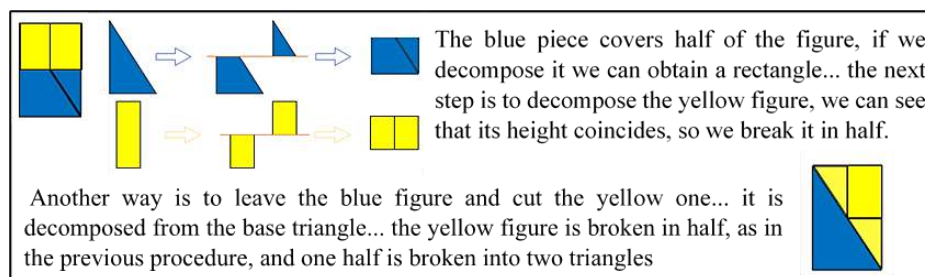 The blue piece covers half of the figure, if we
decompose it we can obtain a rectangle... the next
step is to decompose the yellow figure, we can see
that its height coincides, so we break it in half.
Another way is to leave the blue figure and cut the yellow one... it is
decomposed from the base triangle... the yellow figure is broken in half, as in
the previous procedure, and one half is broken into two triangles